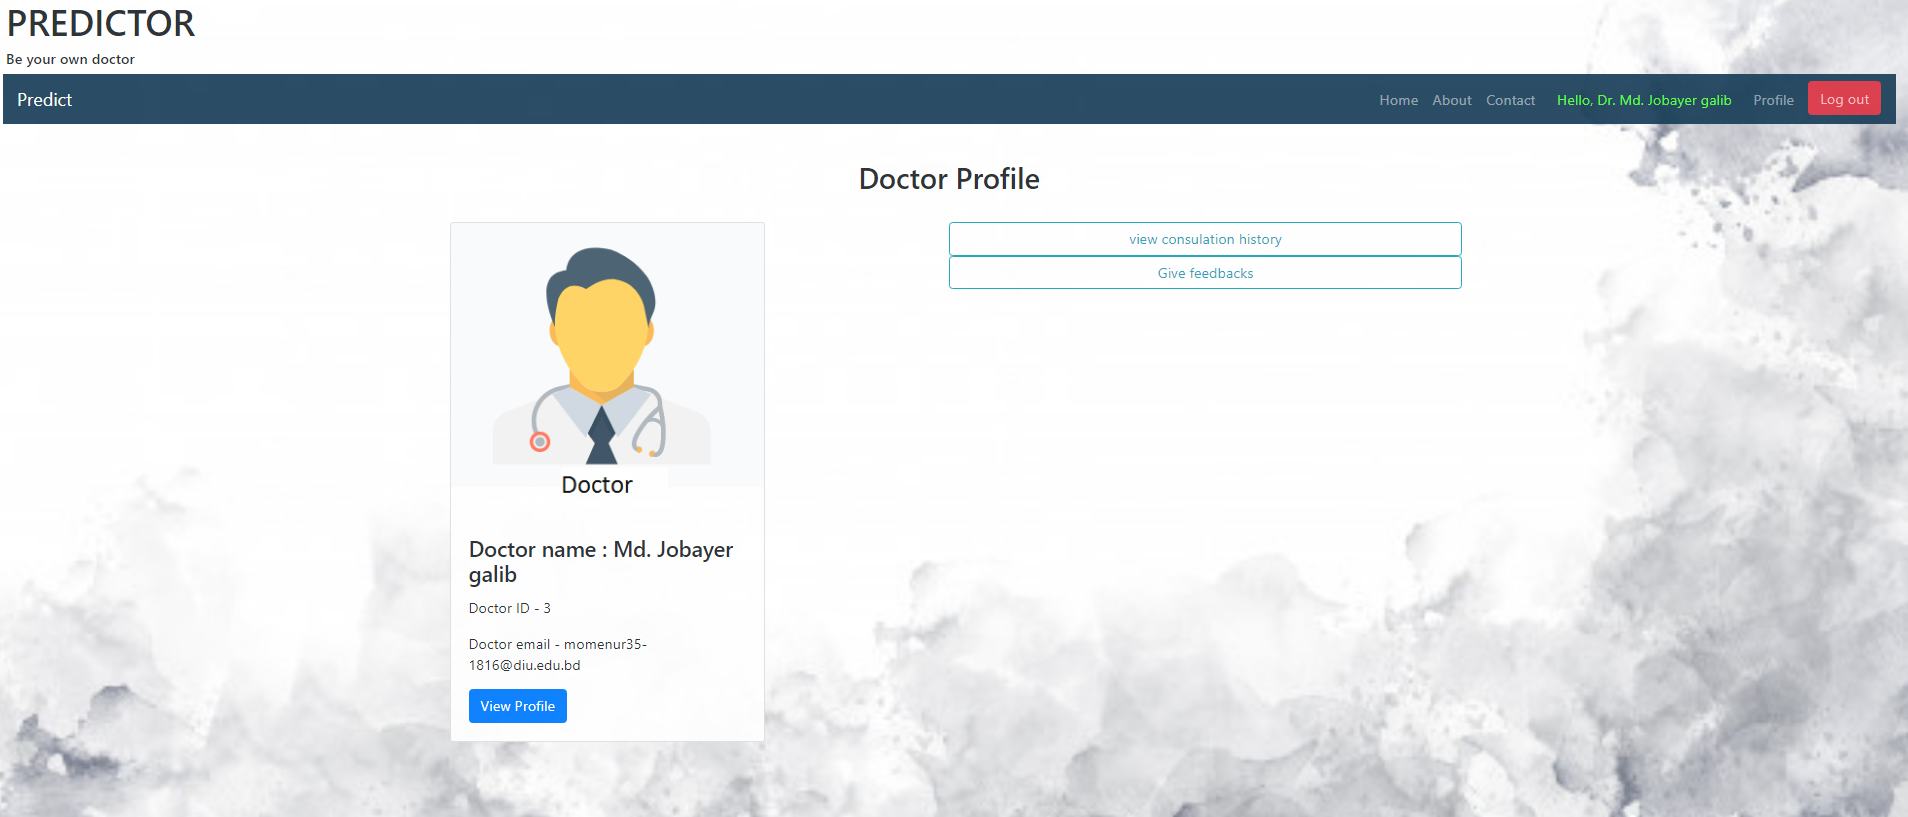 PREDICTOR
Be your own doctor
Predict
Home About Contact Hello, Dr. Md. Jobayer galib Profile Log out
Doctor Profile
view consulation history
Give feedbacks
Doctor
Doctor name : Md. Jobayer
galib
Doctor ID - 3
Doctor email - momenur35-
1816@diu.edu.bd
View Profile